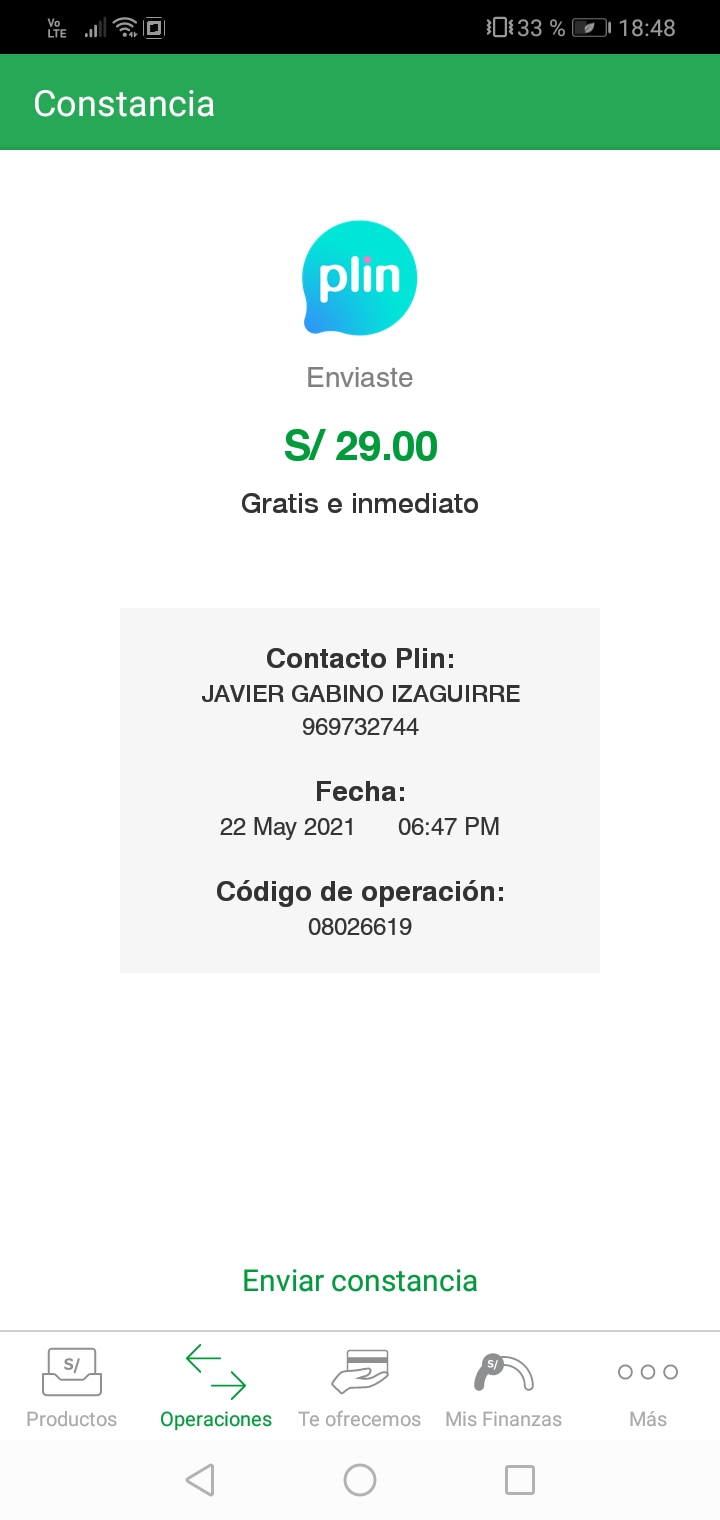 Vo
LTE
33 %
18:48
Constancia
plin
Enviaste
S/ 29.00
Gratis e inmediato
Contacto Plin:
JAVIER GABINO IZAGUIRRE
969732744
Fecha:
22 May 2021 06:47 PM
Código de operación:
08026619
Enviar constancia
S/
S/
Productos Operaciones Te ofrecemos Mis Finanzas Más